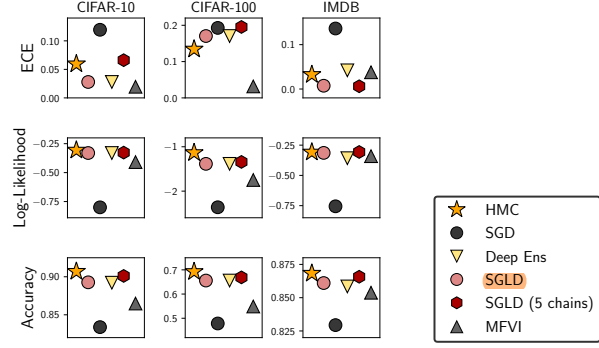 CIFAR-10 CIFAR-100 IMDB
ECE
0.10
0.05
0.00
0.2
0.1
0.0
0.1
0.0
Log-Likelihood
−0.25
−0.50
−0.75
−1
−2
−0.25
−0.50
−0.75
Accuracy
0.90
0.85
0.7
0.6
0.5
0.875
0.850
0.825
HMC
SGD
Deep Ens
SGLD
SGLD (5 chains)
MFVI